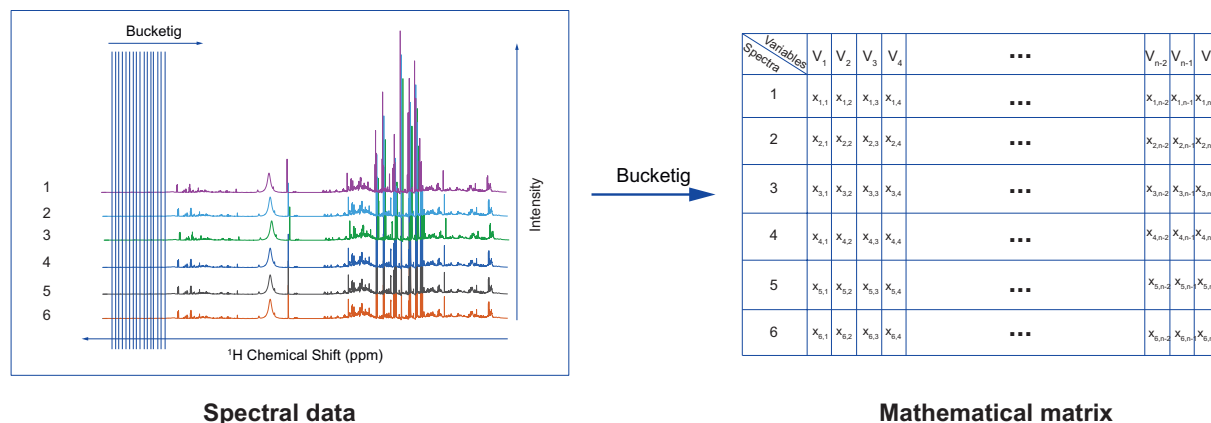 Bucketig
1
2
3
4
5
6
Intensity
¹H Chemical Shift (ppm)
Spectral data
Bucketig
Variables
Spectra
V₁ V₂ V₃ V₄ ... Vₙ₋₂ Vₙ₋₁ V
1 x₁,₁ x₁,₂ x₁,₃ x₁,₄ ... x₁,ₙ₋₂ x₁,ₙ₋₁ x₁,ₙ
2 x₂,₁ x₂,₂ x₂,₃ x₂,₄ ... x₂,ₙ₋₂ x₂,ₙ₋₁ x₂,ₙ
3 x₃,₁ x₃,₂ x₃,₃ x₃,₄ ... x₃,ₙ₋₂ x₃,ₙ₋₁ x₃,ₙ
4 x₄,₁ x₄,₂ x₄,₃ x₄,₄ ... x₄,ₙ₋₂ x₄,ₙ₋₁ x₄,ₙ
5 x₅,₁ x₅,₂ x₅,₃ x₅,₄ ... x₅,ₙ₋₂ x₅,ₙ₋₁ x₅,ₙ
6 x₆,₁ x₆,₂ x₆,₃ x₆,₄ ... x₆,ₙ₋₂ x₆,ₙ₋₁ x₆,ₙ
Mathematical matrix